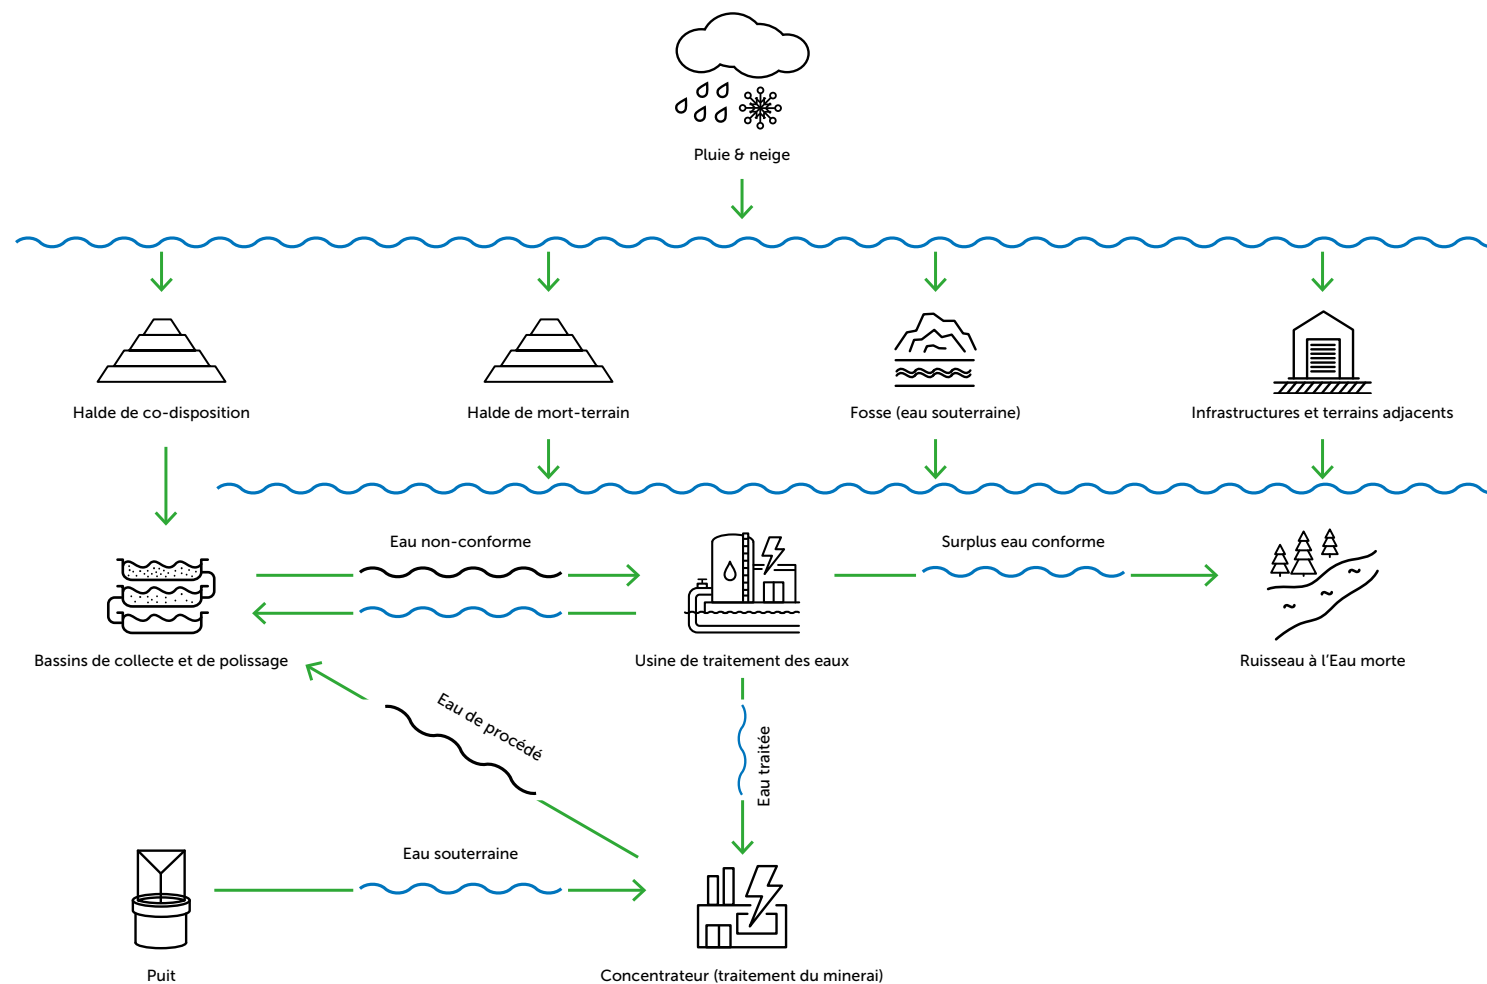 Pluie & neige
Halde de co-disposition
Halde de mort-terrain
Fosse (eau souterraine)
Infrastructures et terrains adjacents
Eau non-conforme
Surplus eau conforme
Bassins de collecte et de polissage
Usine de traitement des eaux
Ruisseau à l'Eau morte
Eau de procédé
Eau traitée
Eau souterraine
Puit
Concentrateur (traitement du minerai)